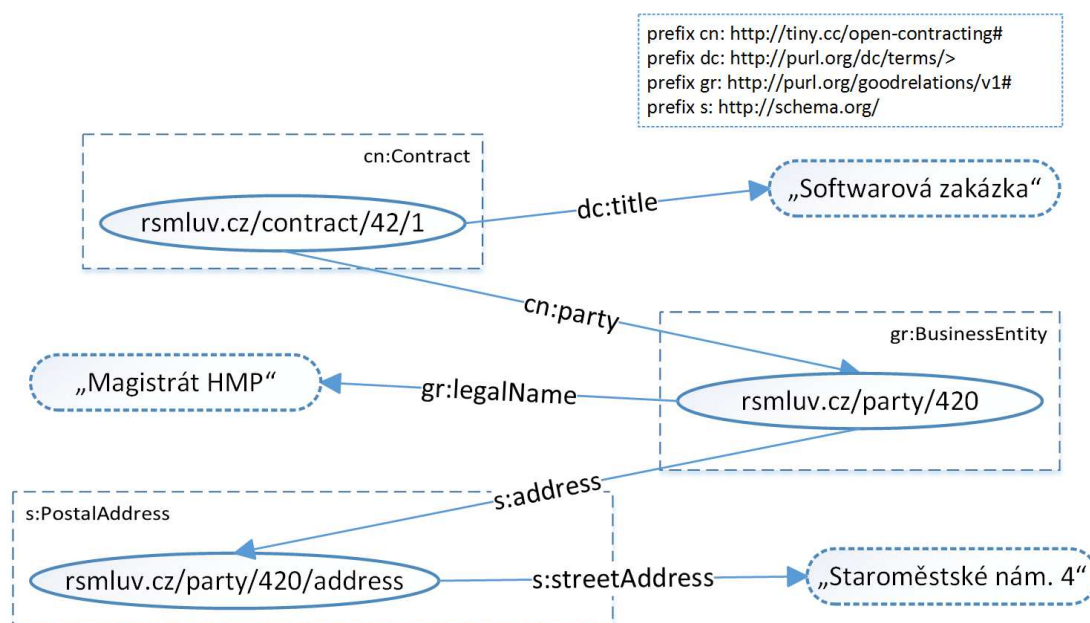 prefix cn: http://tiny.cc/open-contracting#
prefix dc: http://purl.org/dc/terms/>
prefix gr: http://purl.org/goodrelations/v1#
prefix s: http://schema.org/
cn:Contract
rsmluv.cz/contract/42/1
dc:title
„Softwarová zakázka“
cn:party
gr:BusinessEntity
„Magistrát HMP“
gr:legalName
rsmluv.cz/party/420
s:address
s:PostalAddress
rsmluv.cz/party/420/address
s:streetAddress
„Staroměstské nám. 4“